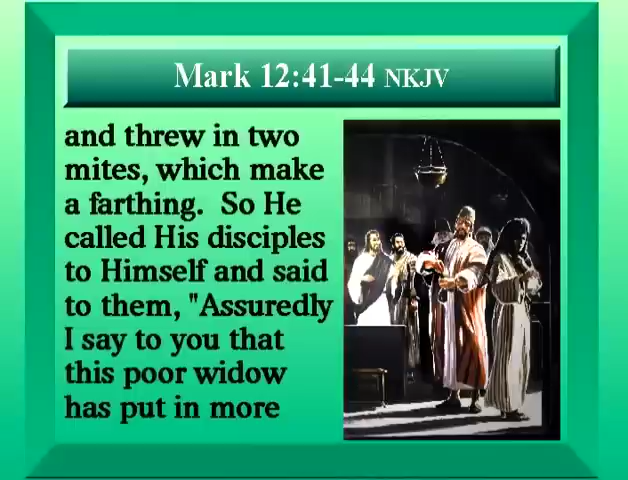 Mark 12:41-44 NKJV
and threw in two
mites, which make
a farthing. So He
called His disciples
to Himself and said
to them, "Assuredly
I say to you that
this poor widow
has put in more